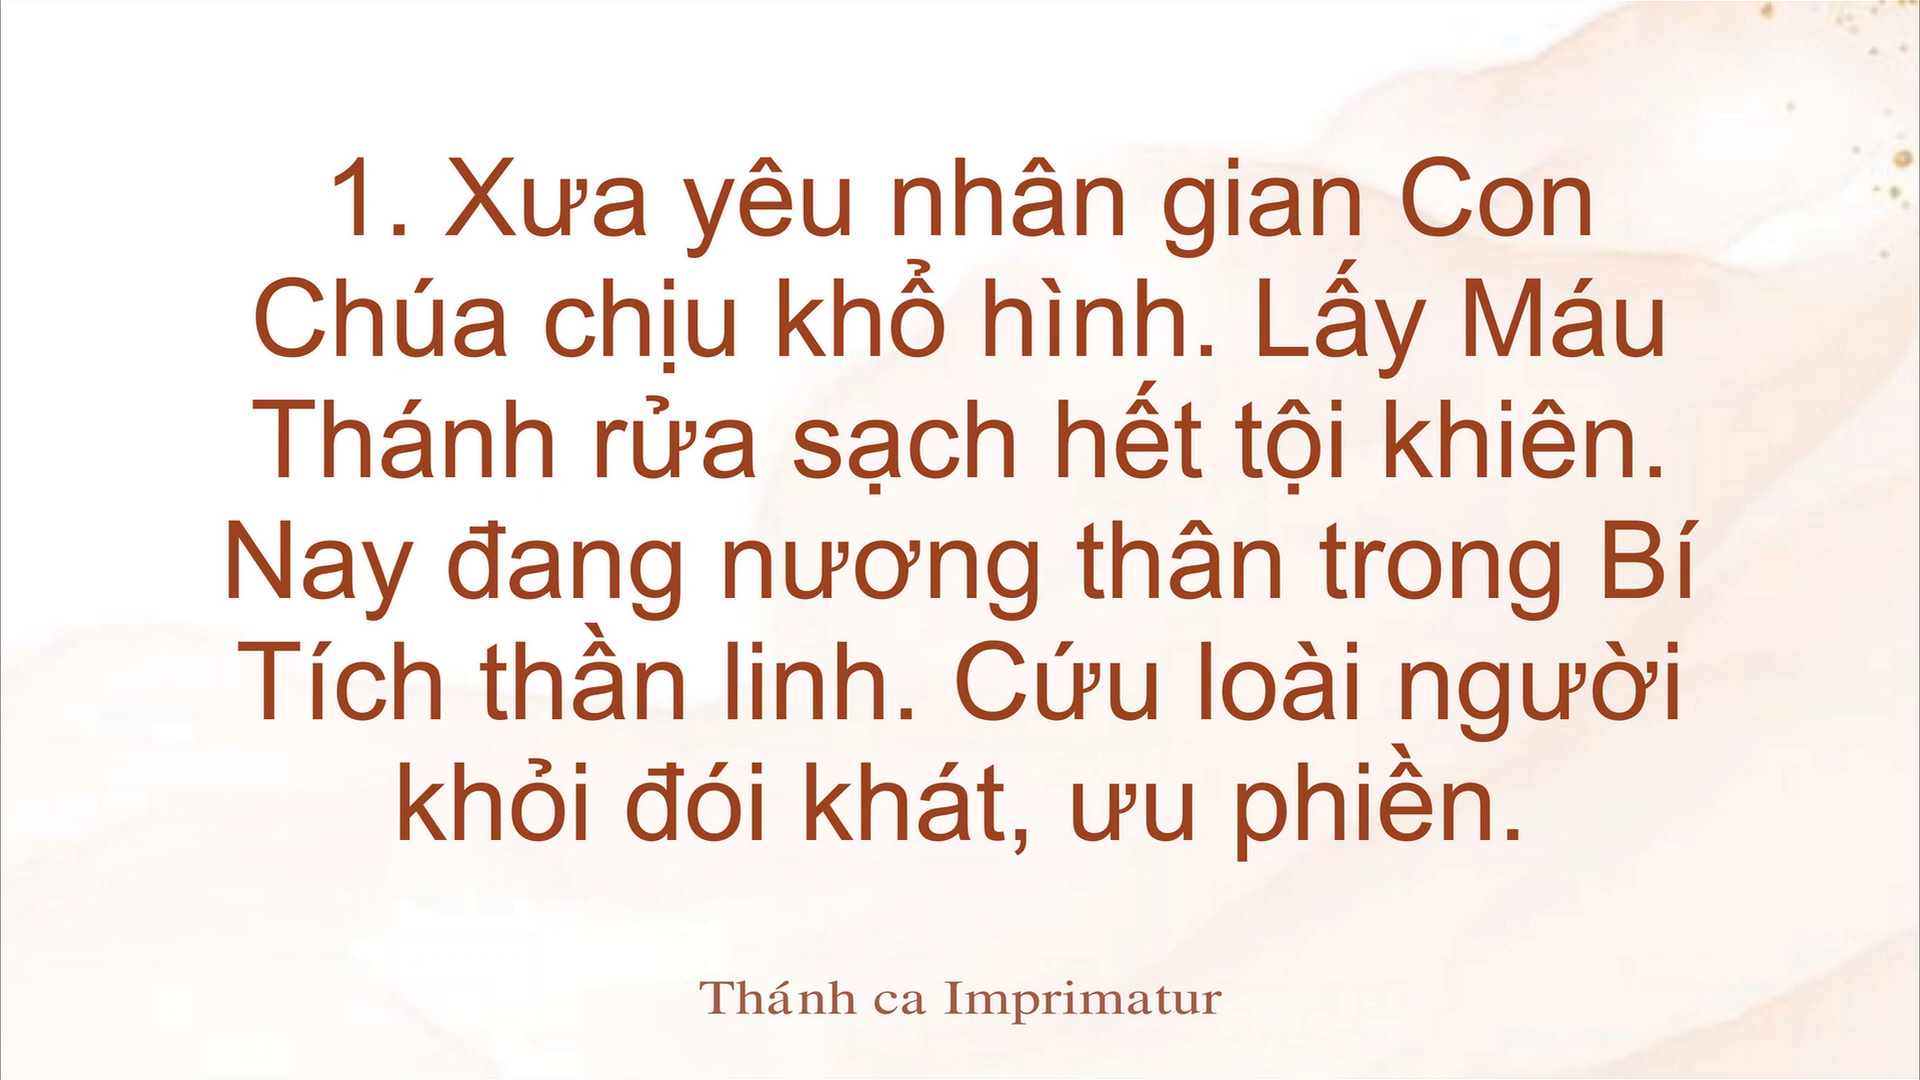 1. Xưa yêu nhân gian Con
Chúa chịu khổ hình. Lấy Máu
Thánh rửa sạch hết tội khiên.
Nay đang nương thân trong Bí
Tích thần linh. Cứu loài người
khỏi đói khát, ưu phiền.
Thánh ca Imprimatur